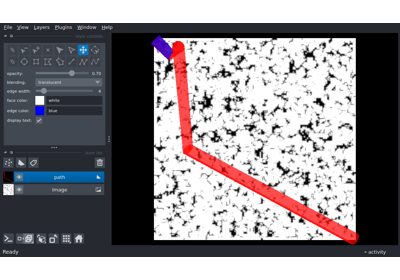 File View Layers Plugins Window Help
opacity: 0.70
blending: translucent
edge width:
face color: white
edge color: blue
display text:
path
Image
Ready
activity